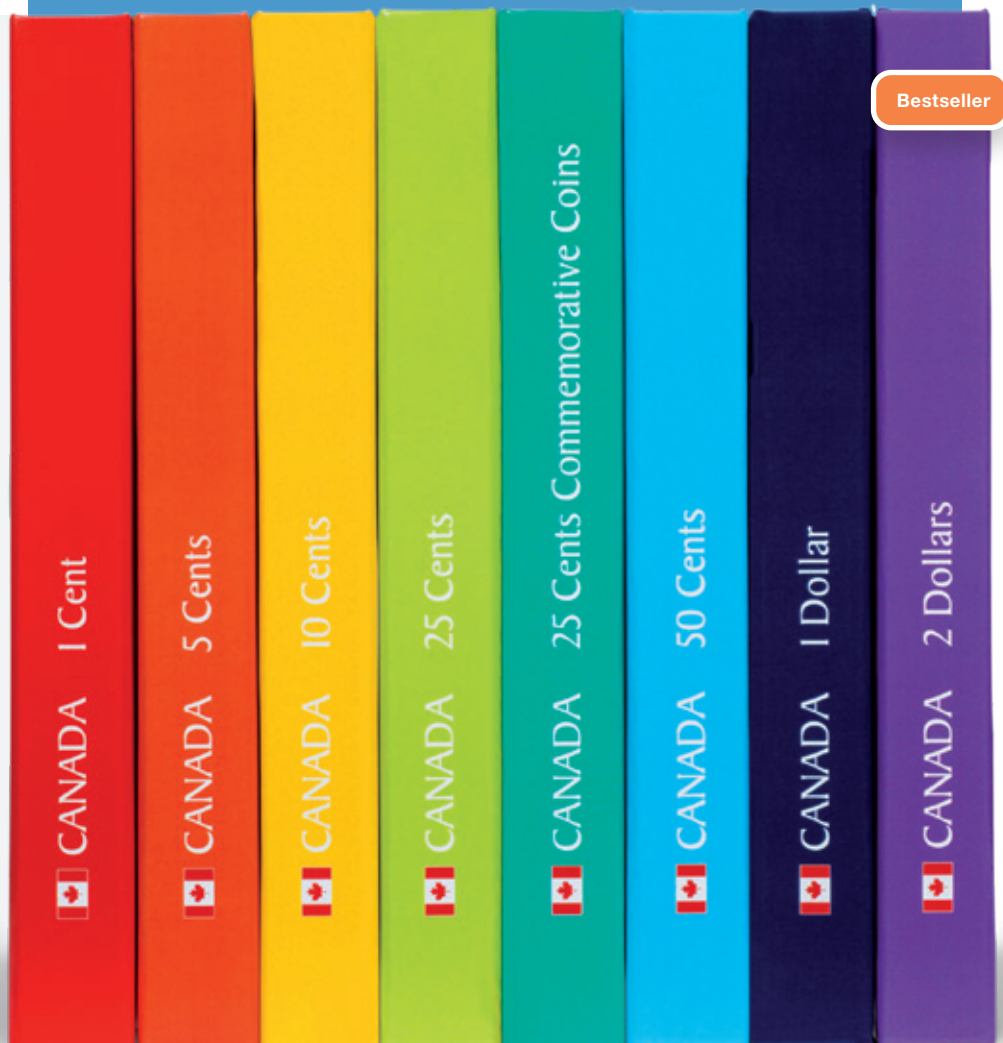 Bestseller
CANADA 1 Cent
CANADA 5 Cents
CANADA 10 Cents
CANADA 25 Cents
CANADA 25 Cents Commemorative Coins
CANADA 50 Cents
CANADA 1 Dollar
CANADA 2 Dollars